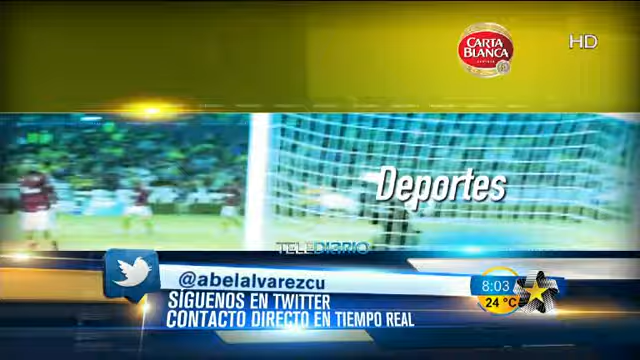 CARTA
BLANCA
HD
Deportes
TELEDIARIO
@abelalvarezcu
SÍGUENOS EN TWITTER
CONTACTO DIRECTO EN TIEMPO REAL
8:03
24 °C